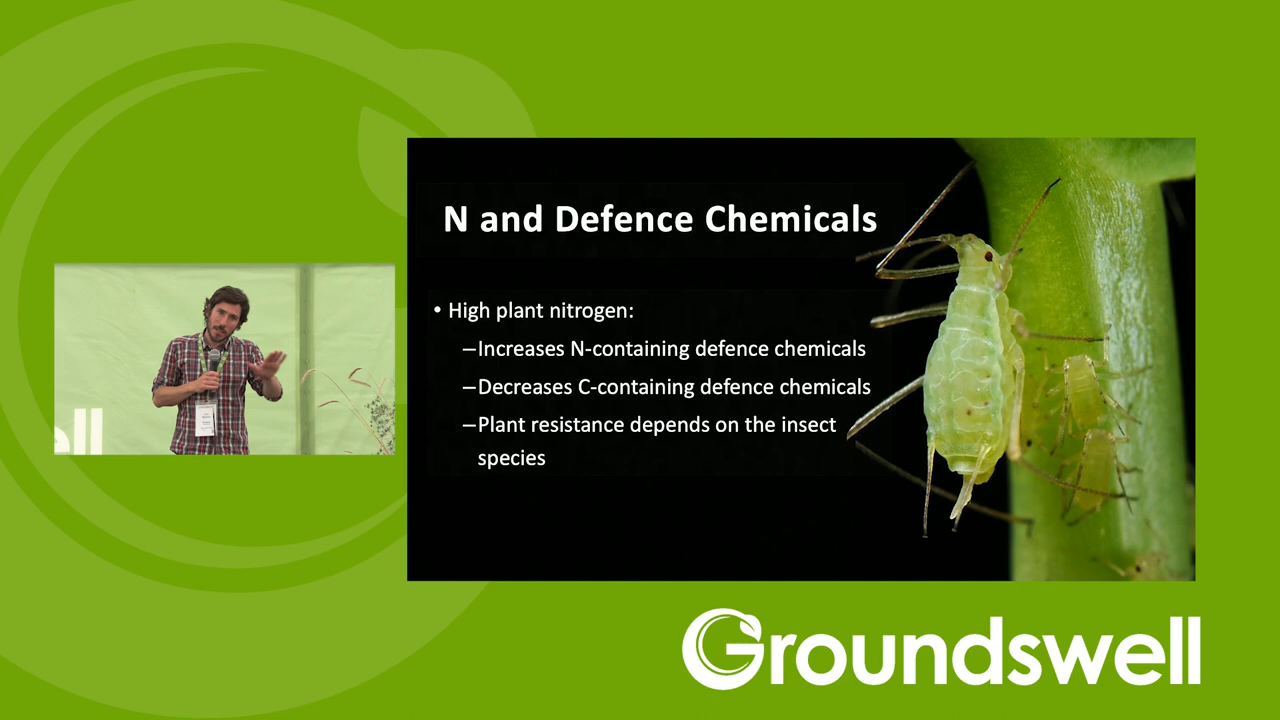 N and Defence Chemicals
• High plant nitrogen:
–Increases N-containing defence chemicals
–Decreases C-containing defence chemicals
–Plant resistance depends on the insect
species
ell
Groundswell